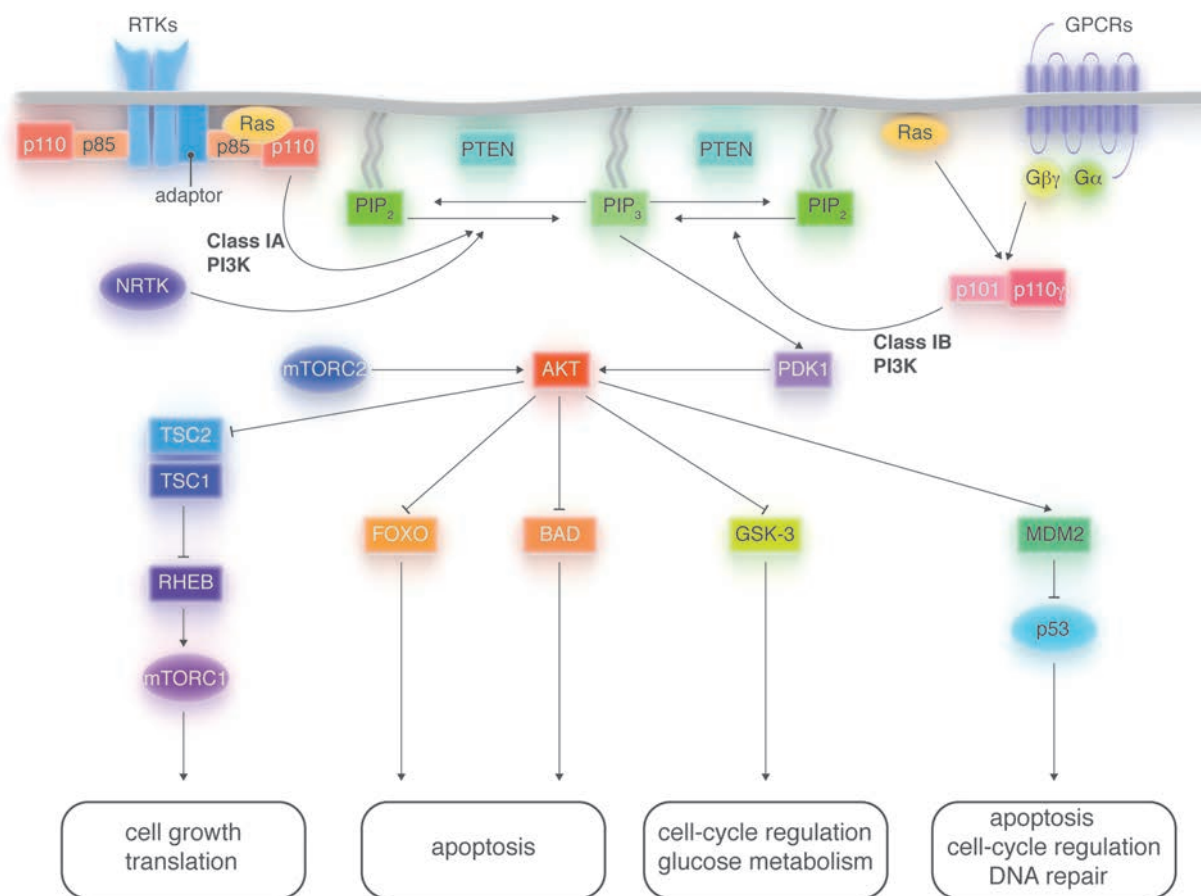 RTKs
GPCRs
p110
p85
Ras
p85
p110
adaptor
PTEN
PTEN
Ras
Gβγ
Gα
PIP2
PIP3
PIP2
Class IA
PI3K
NRTK
p101
p110γ
Class IB
PI3K
mTORC2
AKT
PDK1
TSC2
TSC1
FOXO
BAD
GSK-3
MDM2
RHEB
p53
mTORC1
cell growth
translation
apoptosis
cell-cycle regulation
glucose metabolism
apoptosis
cell-cycle regulation
DNA repair